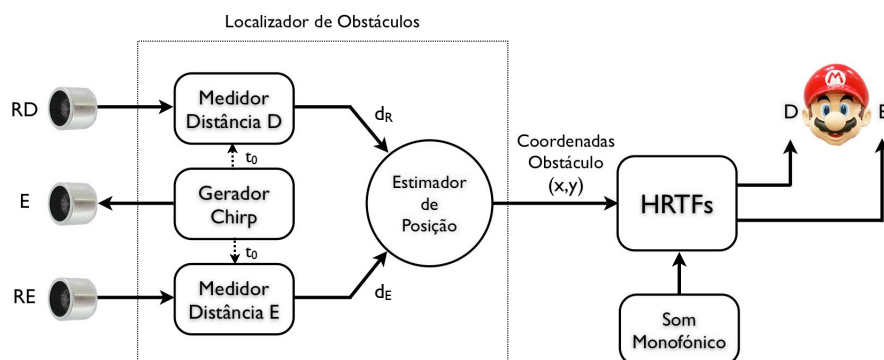 Localizador de Obstáculos
RD
Medidor
Distância D
dR
t0
E
Gerador
Chirp
t0
RE
Medidor
Distância E
dE
Estimador
de
Posição
Coordenadas
Obstáculo
(x,y)
HRTFs
Som
Monofónico
D
E
M